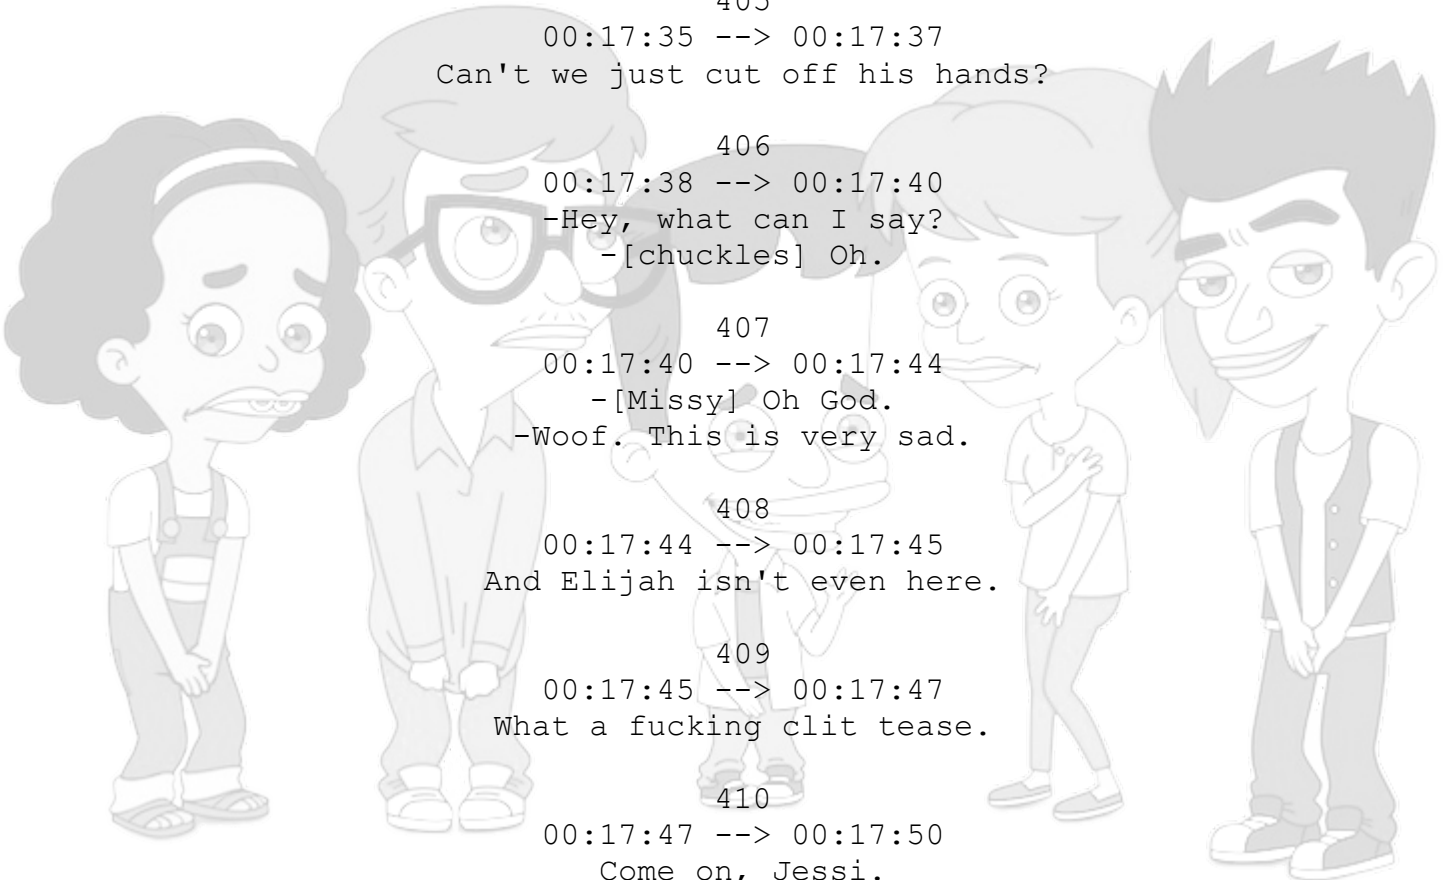 405
00:17:35 --> 00:17:37
Can't we just cut off his hands?
406
00:17:38 --> 00:17:40
-Hey, what can I say?
-[chuckles] Oh.
407
00:17:40 --> 00:17:44
-[Missy] Oh God.
-Woof. This is very sad.
408
00:17:44 --> 00:17:45
And Elijah isn't even here.
409
00:17:45 --> 00:17:47
What a fucking clit tease.
410
00:17:47 --> 00:17:50
Come on, Jessi.